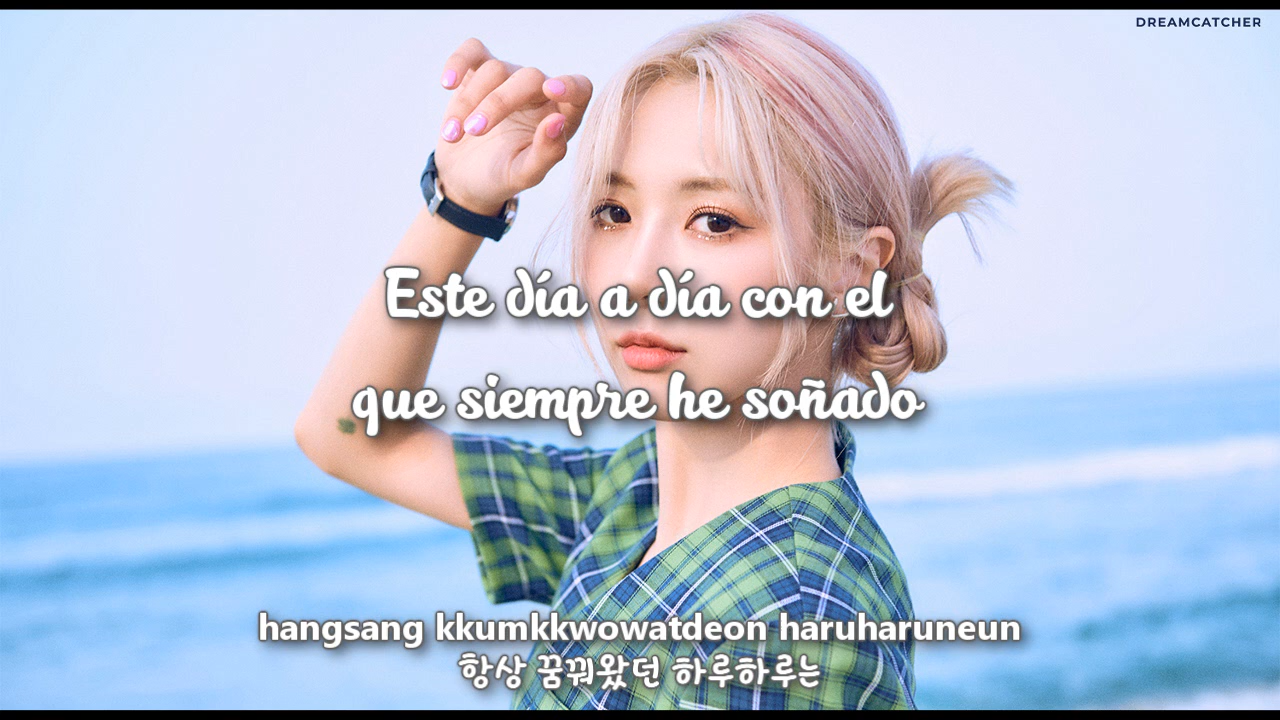 DREAMCATCHER
Este día a día con el
que siempre he soñado
hangsang kkumkkwowatdeon haruharuneun
항상 꿈꿔왔던 하루하루는